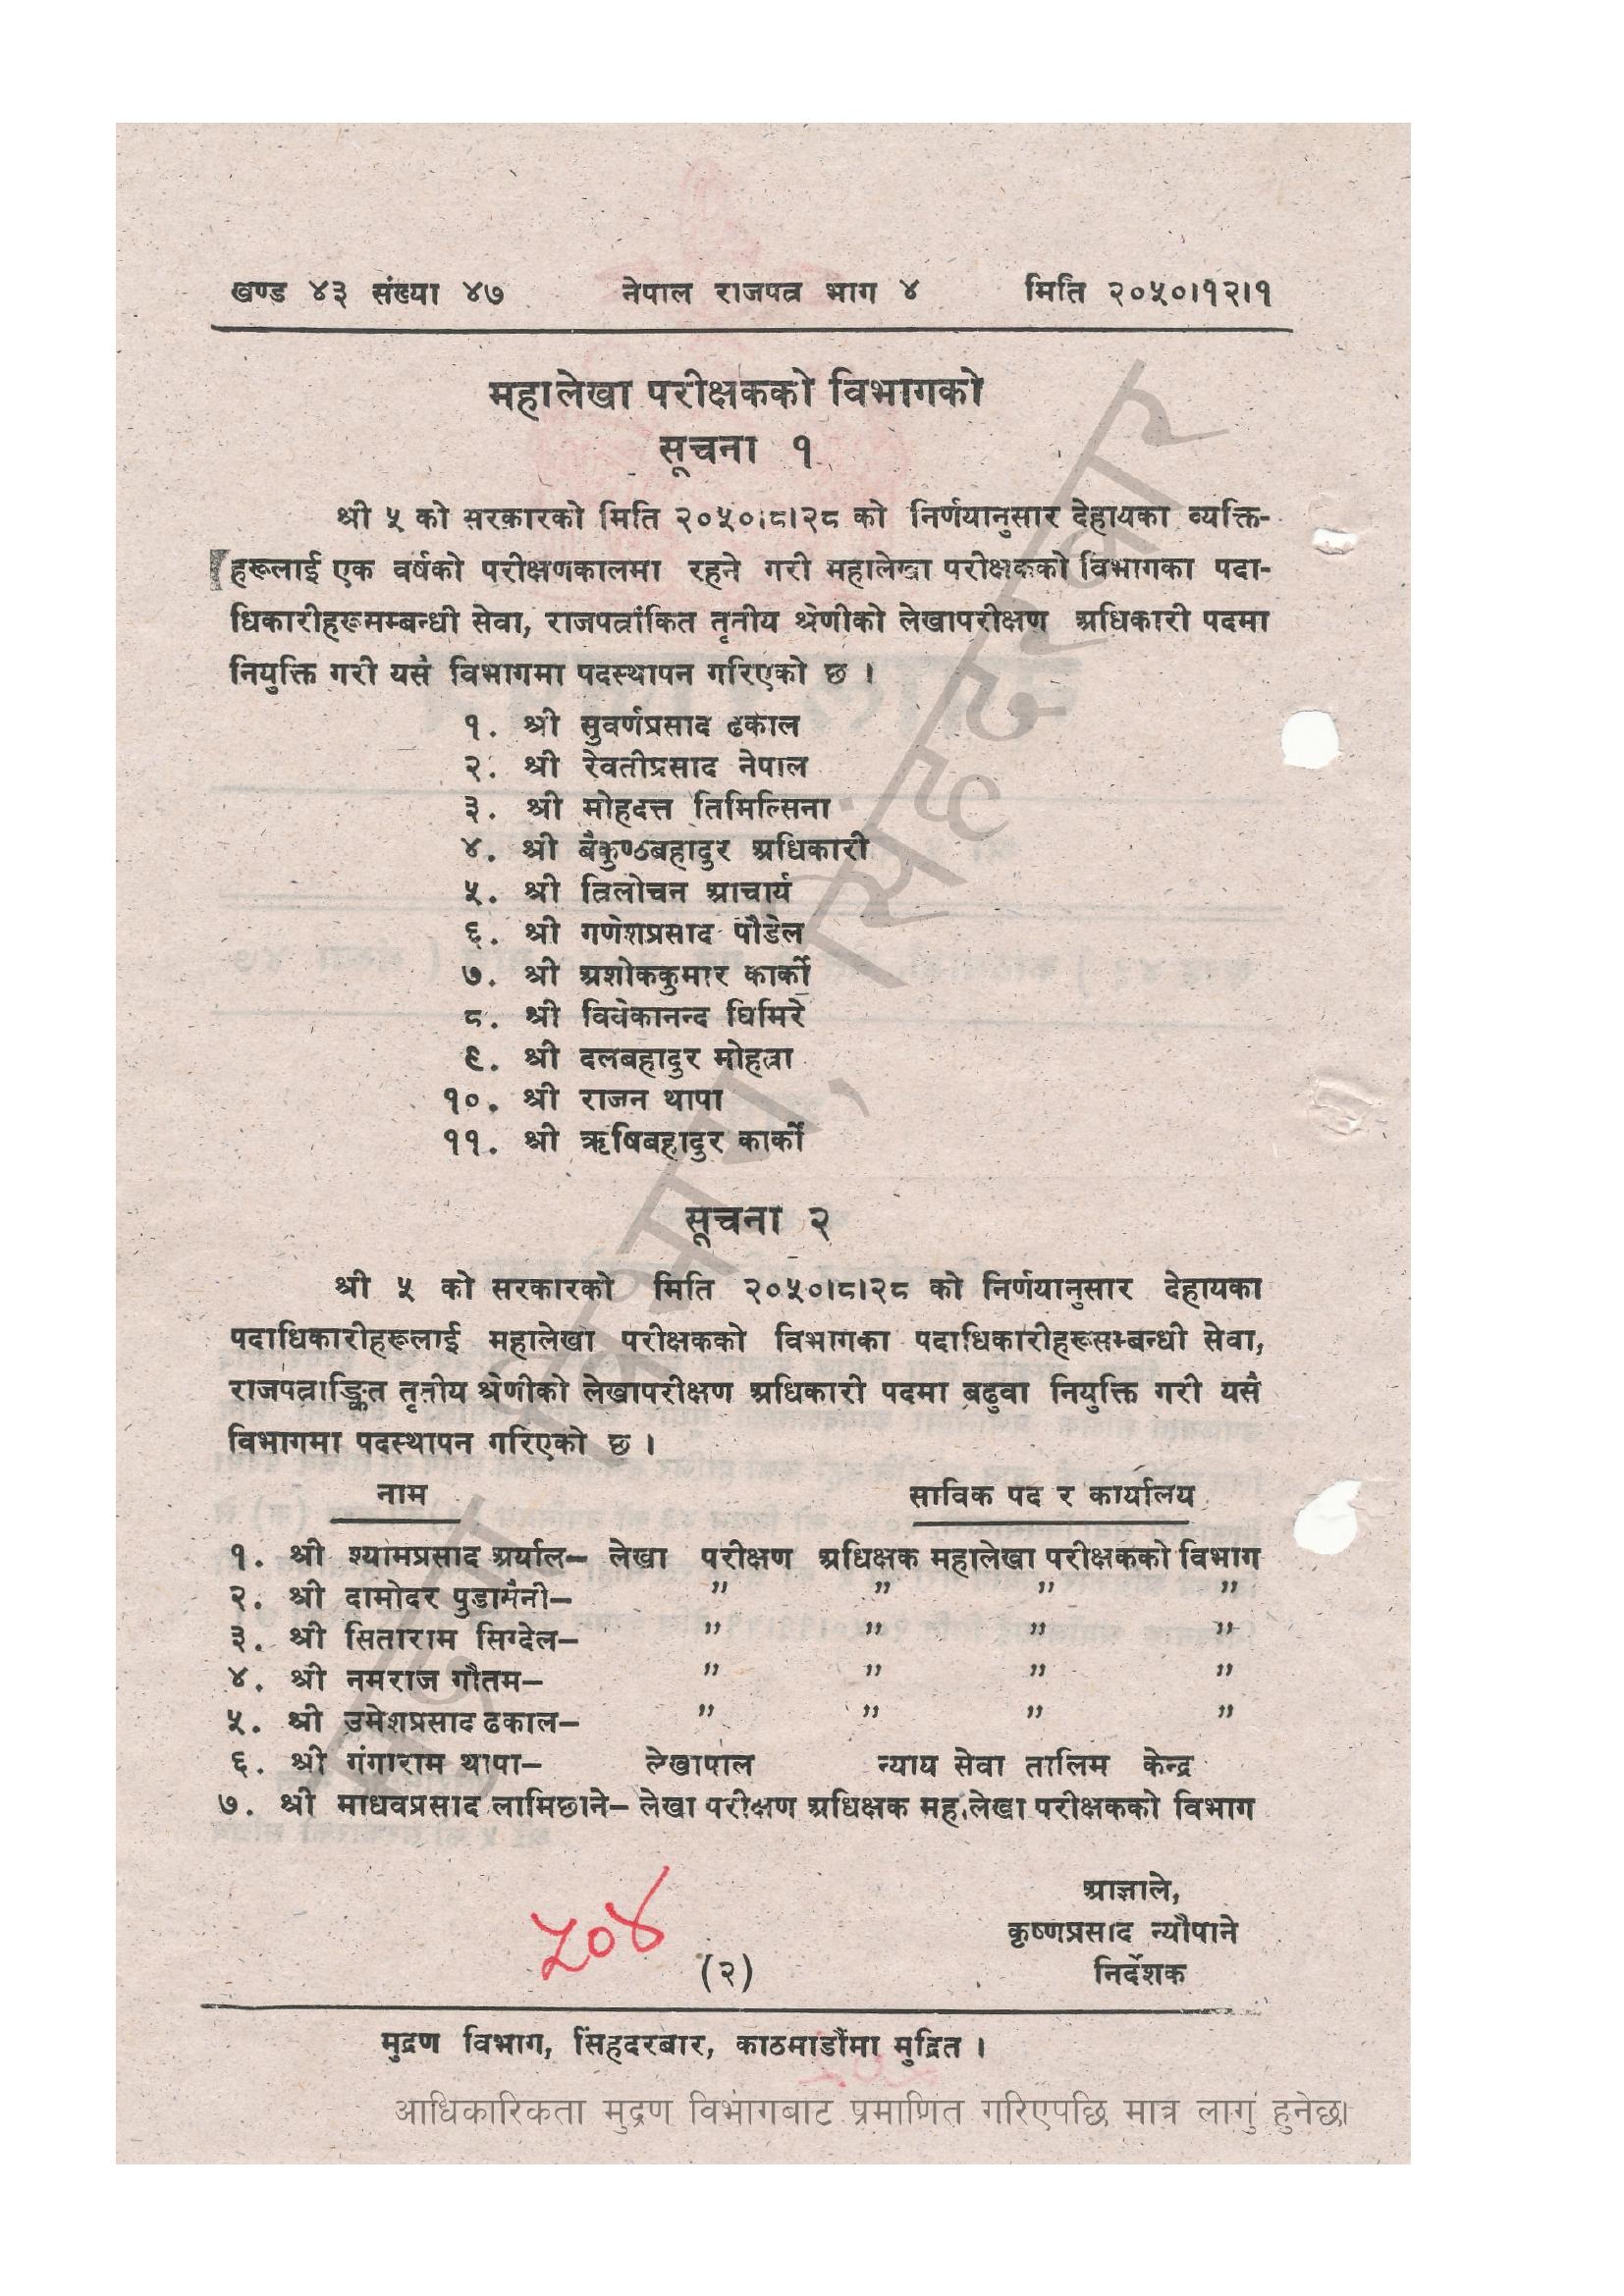 खण्ड ४३ संख्या ४७ नेपाल राजपत्र भाग ४ मिति २०५०।१२।१
महालेखा परीक्षकको विभागको
सूचना १
श्री ५ को सरकारको मिति २०५०।८।२८ को निर्णयानुसार देहायका व्यक्ति-
हरूलाई एक वर्षको परीक्षणकालमा रहने गरी महालेखा परीक्षकको विभागका पदा-
धिकारीहरूसम्बन्धी सेवा, राजपत्रांकित तृतीय श्रेणीको लेखापरीक्षण अधिकारी पदमा
नियुक्ति गरी यसै विभागमा पदस्थापन गरिएको छ ।
१. श्री सुवर्णप्रसाद ढकाल
२. श्री रेवतीप्रसाद नेपाल
३. श्री मोहदत्त तिमिल्सिना
४. श्री बैकुण्ठबहादुर अधिकारी
५. श्री त्रिलोचन आचार्य
६. श्री गणेशप्रसाद पौडेल
७. श्री अशोककुमार कार्की
८. श्री विवेकानन्द घिमिरे
९. श्री दलबहादुर मोहत्रा
१०. श्री राजन थापा
११. श्री ऋषिबहादुर कार्की
सूचना २
श्री ५ को सरकारको मिति २०५०।८।२८ को निर्णयानुसार देहायका
पदाधिकारीहरूलाई महालेखा परीक्षकको विभागका पदाधिकारीहरूसम्बन्धी सेवा,
राजपत्राङ्कित तृतीय श्रेणीको लेखापरीक्षण अधिकारी पदमा बढुवा नियुक्ति गरी यसै
विभागमा पदस्थापन गरिएको छ ।
नाम साविक पद र कार्यालय
१. श्री श्यामप्रसाद अर्याल– लेखा परीक्षण अधिक्षक महालेखा परीक्षकको विभाग
२. श्री दामोदर पुडासैनी– " " " "
३. श्री सिताराम सिग्देल– " " " "
४. श्री नमराज गौतम– " " " "
५. श्री उमेशप्रसाद ढकाल– " " " "
६. श्री गंगाराम थापा– लेखापाल न्याय सेवा तालिम केन्द्र
७. श्री माधवप्रसाद लामिछाने– लेखा परीक्षण अधिक्षक महालेखा परीक्षकको विभाग
आज्ञाले,
कृष्णप्रसाद न्यौपाने
निर्देशक
५०४
(२)
मुद्रण विभाग, सिंहदरबार, काठमाडौंमा मुद्रित ।
आधिकारिकता मुद्रण विभागबाट प्रमाणित गरिएपछि मात्र लागु हुनेछ।
मुद्रण विभाग, सिंहदरबार